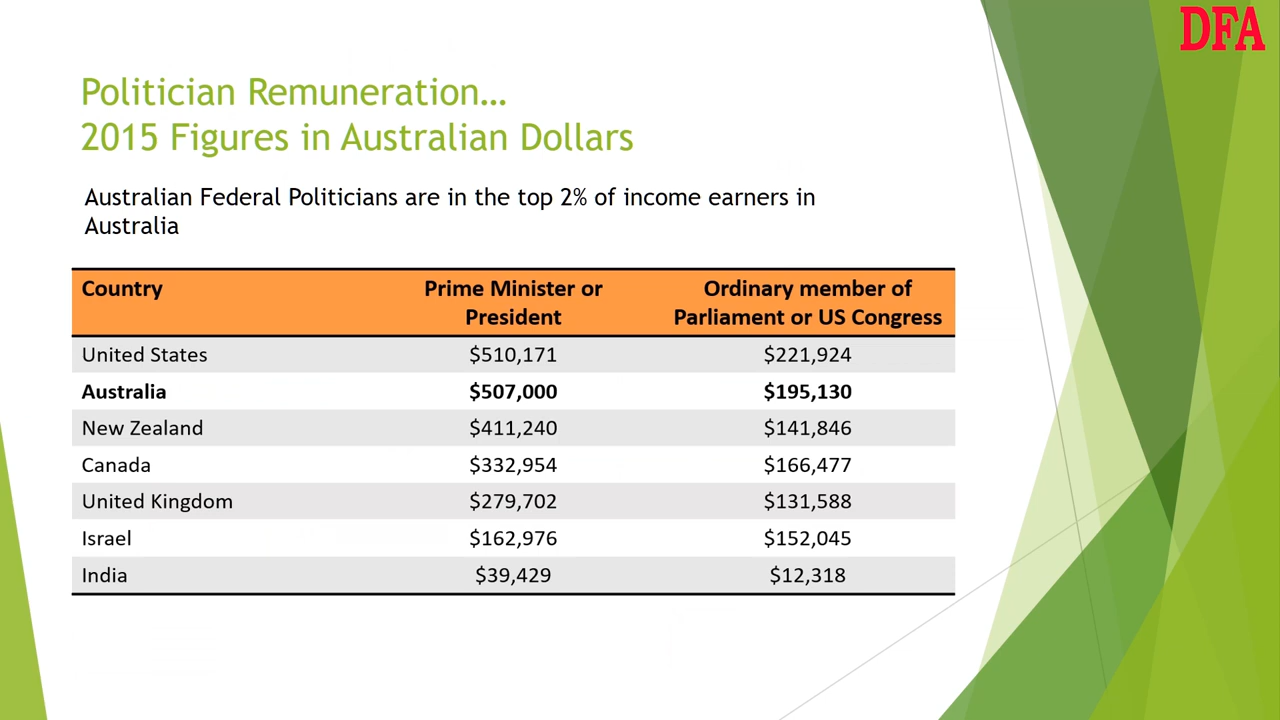 DFA
Politician Remuneration...
2015 Figures in Australian Dollars
Australian Federal Politicians are in the top 2% of income earners in
Australia
Country Prime Minister or President Ordinary member of Parliament or US Congress
United States $510,171 $221,924
Australia $507,000 $195,130
New Zealand $411,240 $141,846
Canada $332,954 $166,477
United Kingdom $279,702 $131,588
Israel $162,976 $152,045
India $39,429 $12,318